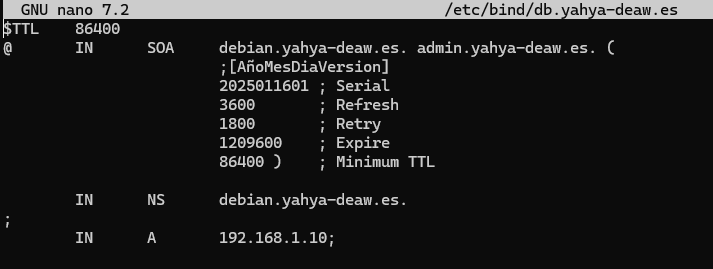 GNU nano 7.2 /etc/bind/db.yahya-deaw.es
$TTL 86400
@ IN SOA debian.yahya-deaw.es. admin.yahya-deaw.es. (
;[AñoMesDiaVersion]
2025011601 ; Serial
3600 ; Refresh
1800 ; Retry
1209600 ; Expire
86400 ) ; Minimum TTL
IN NS debian.yahya-deaw.es.
;
IN A 192.168.1.10;